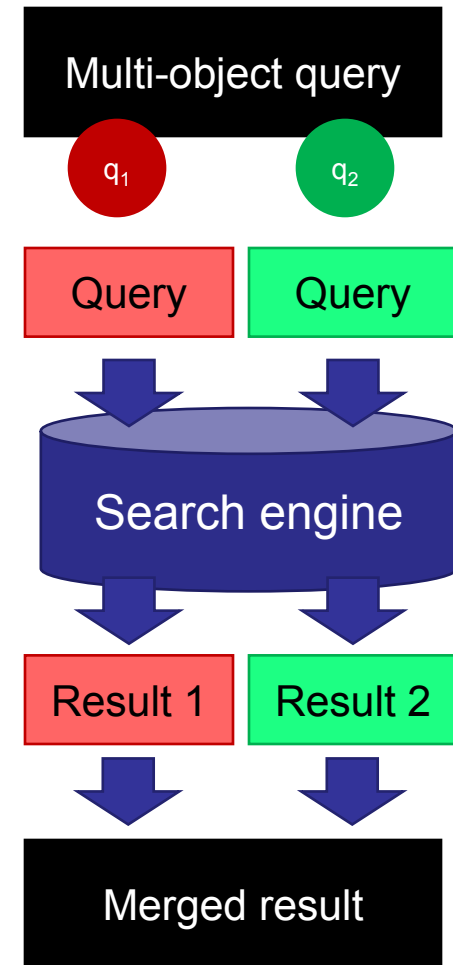 Multi-object query
q₁ q₂
Query Query
Search engine
Result 1 Result 2
Merged result